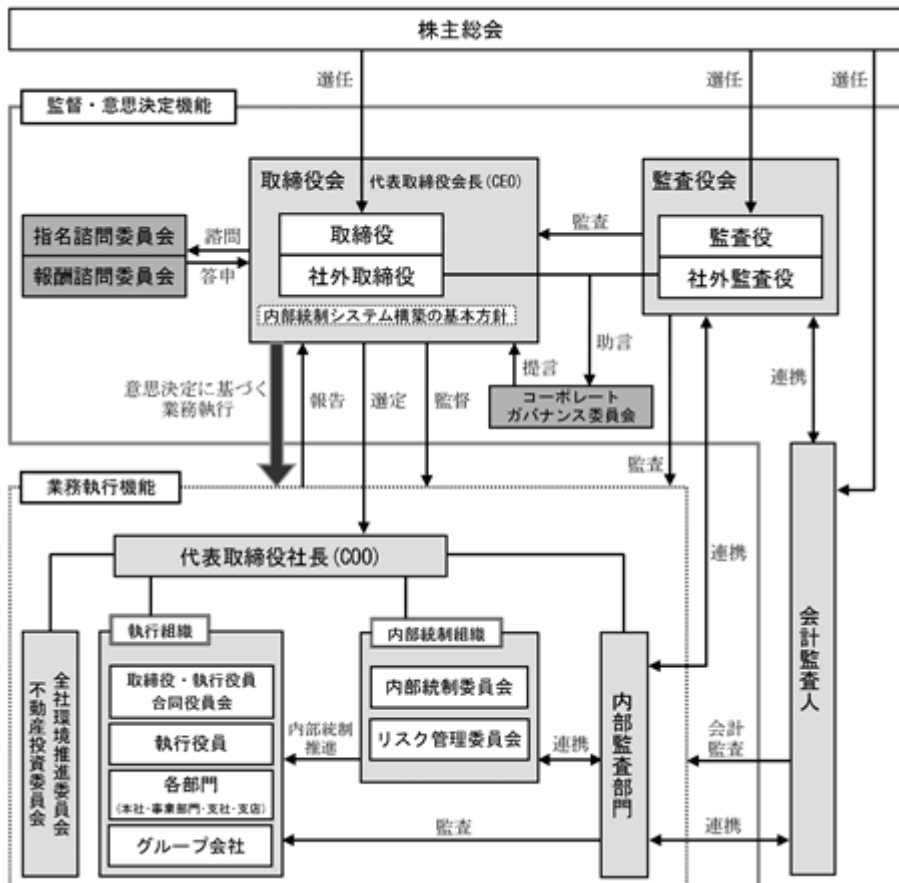 株主総会
選任
選任
選任
監督・意思決定機能
取締役会
代表取締役会長(CEO)
取締役
社外取締役
内部統制システム構築の基本方針
監査役会
監査役
社外監査役
監査
指名諮問委員会
報酬諮問委員会
諮問
答申
助言
提言
コーポレート
ガバナンス委員会
意思決定に基づく
業務執行
報告
選定
監督
監査
連携
連携
業務執行機能
代表取締役社長(COO)
全社環境推進委員会
不動産投資委員会
執行組織
取締役・執行役員
合同役員会
執行役員
各部門
(本社・事業部門・支社・支店)
グループ会社
内部統制
推進
内部統制組織
内部統制委員会
リスク管理委員会
連携
監査
内部監査部門
会計
監査
連携
会計監査人